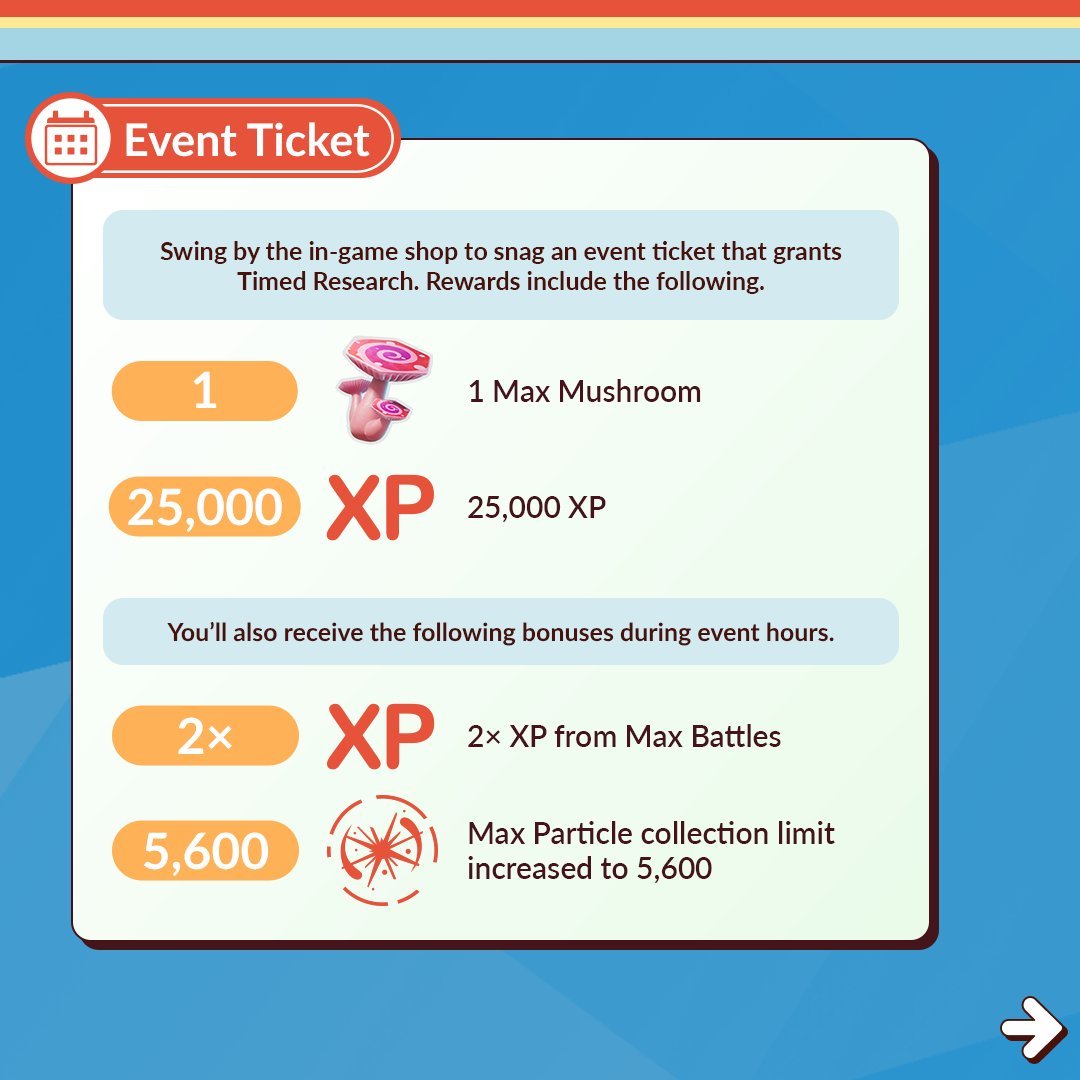 Event Ticket
Swing by the in-game shop to snag an event ticket that grants
Timed Research. Rewards include the following.
1
1 Max Mushroom
25,000
XP
25,000 XP
You’ll also receive the following bonuses during event hours.
2×
XP
2× XP from Max Battles
5,600
Max Particle collection limit
increased to 5,600